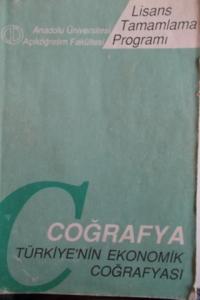 Lisans
Tamamlama
Programı
Anadolu Üniversitesi
Açıköğretim Fakültesi
C
COĞRAFYA
TÜRKİYE'NİN EKONOMİK
COĞRAFYASI